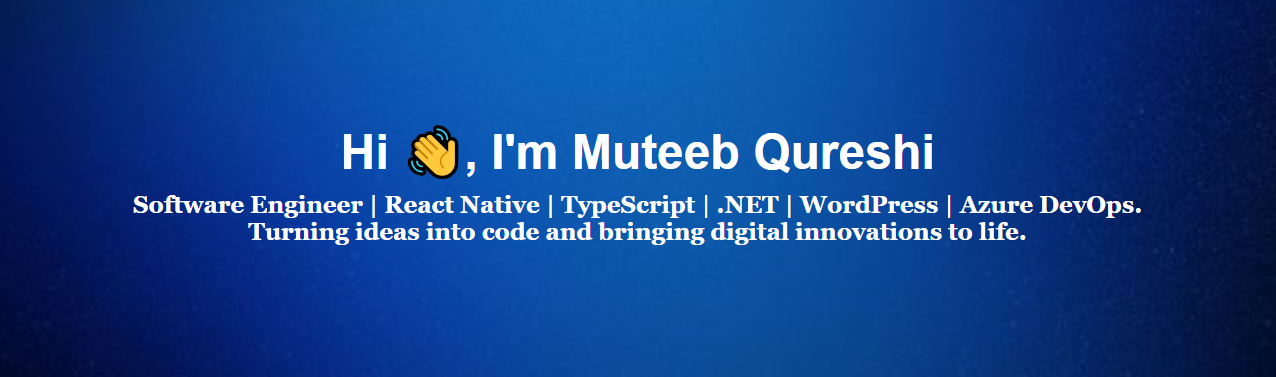 Hi 👋, I'm Muteeb Qureshi
Software Engineer | React Native | TypeScript | .NET | WordPress | Azure DevOps.
Turning ideas into code and bringing digital innovations to life.